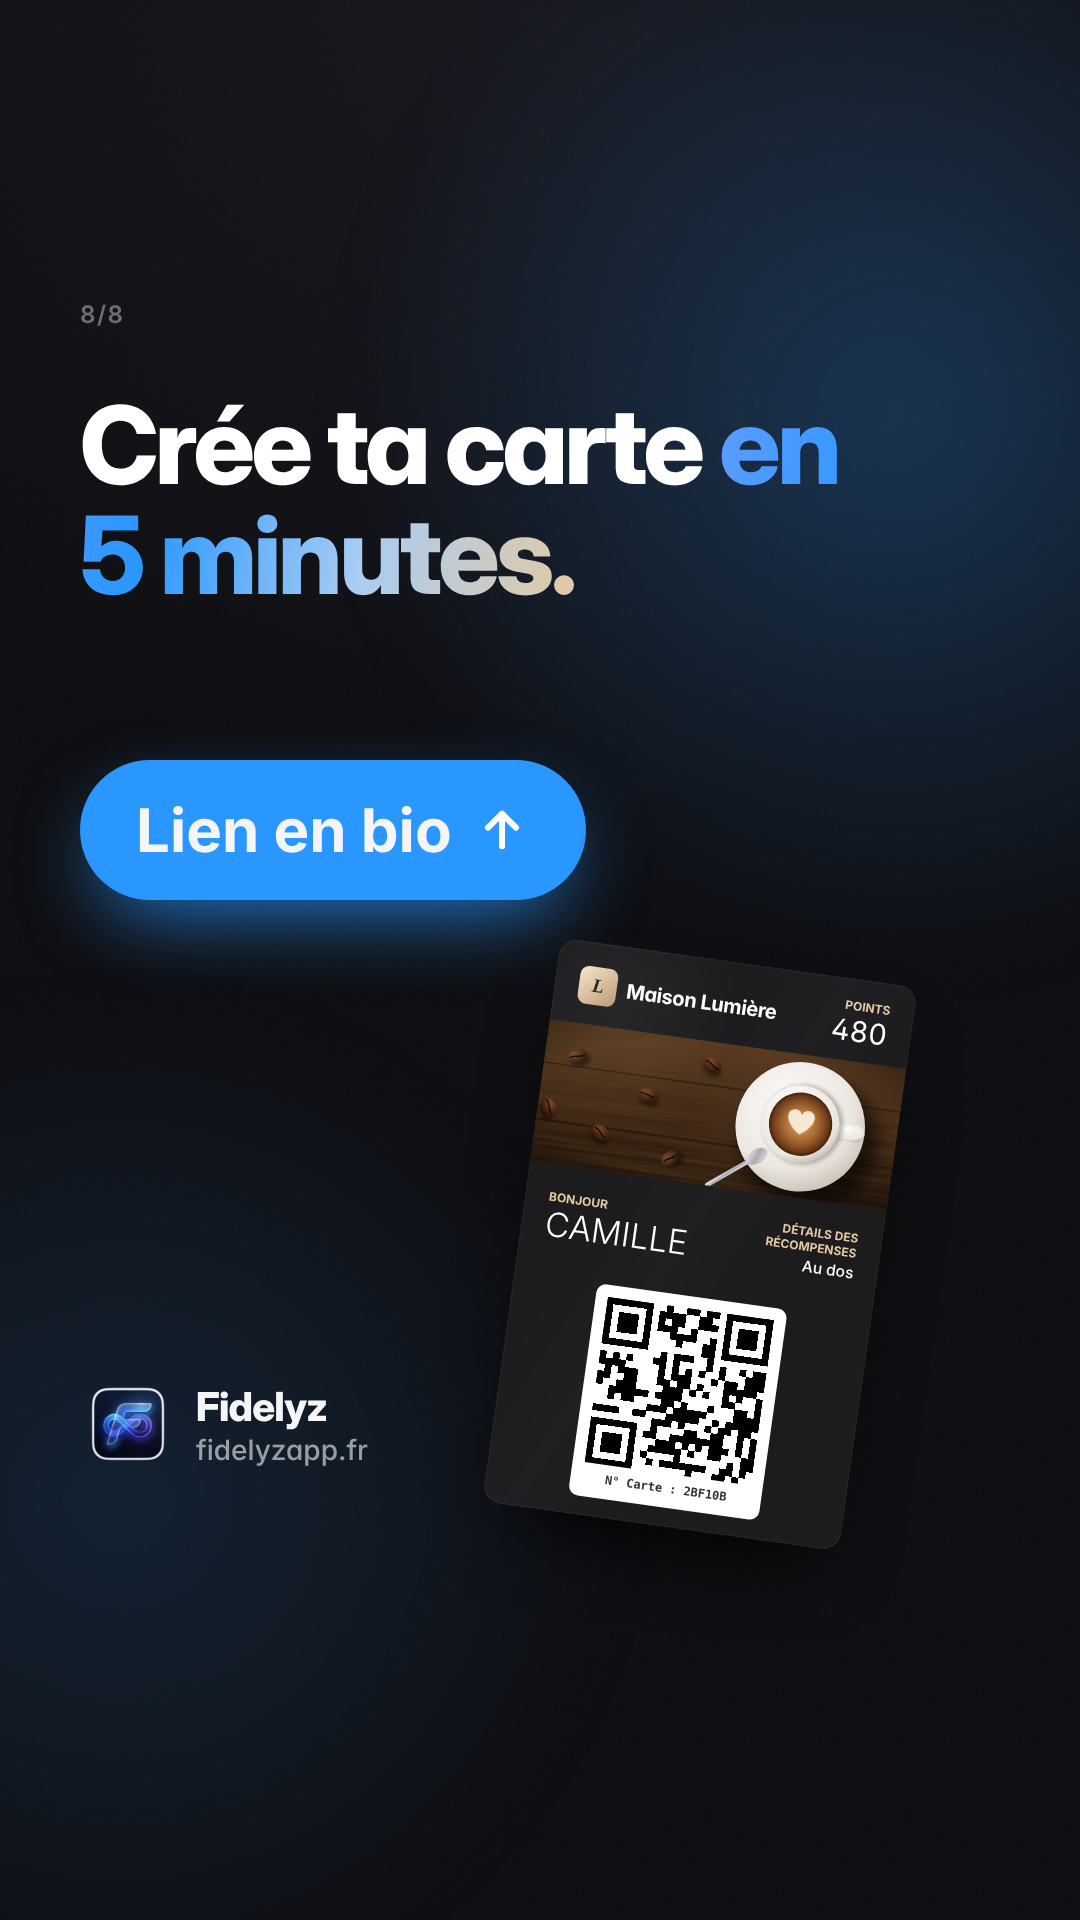 8/8
Crée ta carte en
5 minutes.
Lien en bio ↑
L
Maison Lumière
POINTS
480
BONJOUR
CAMILLE
DÉTAILS DES
RÉCOMPENSES
Au dos
N° Carte : 2BF10B
Fidelyz
fidelyzapp.fr